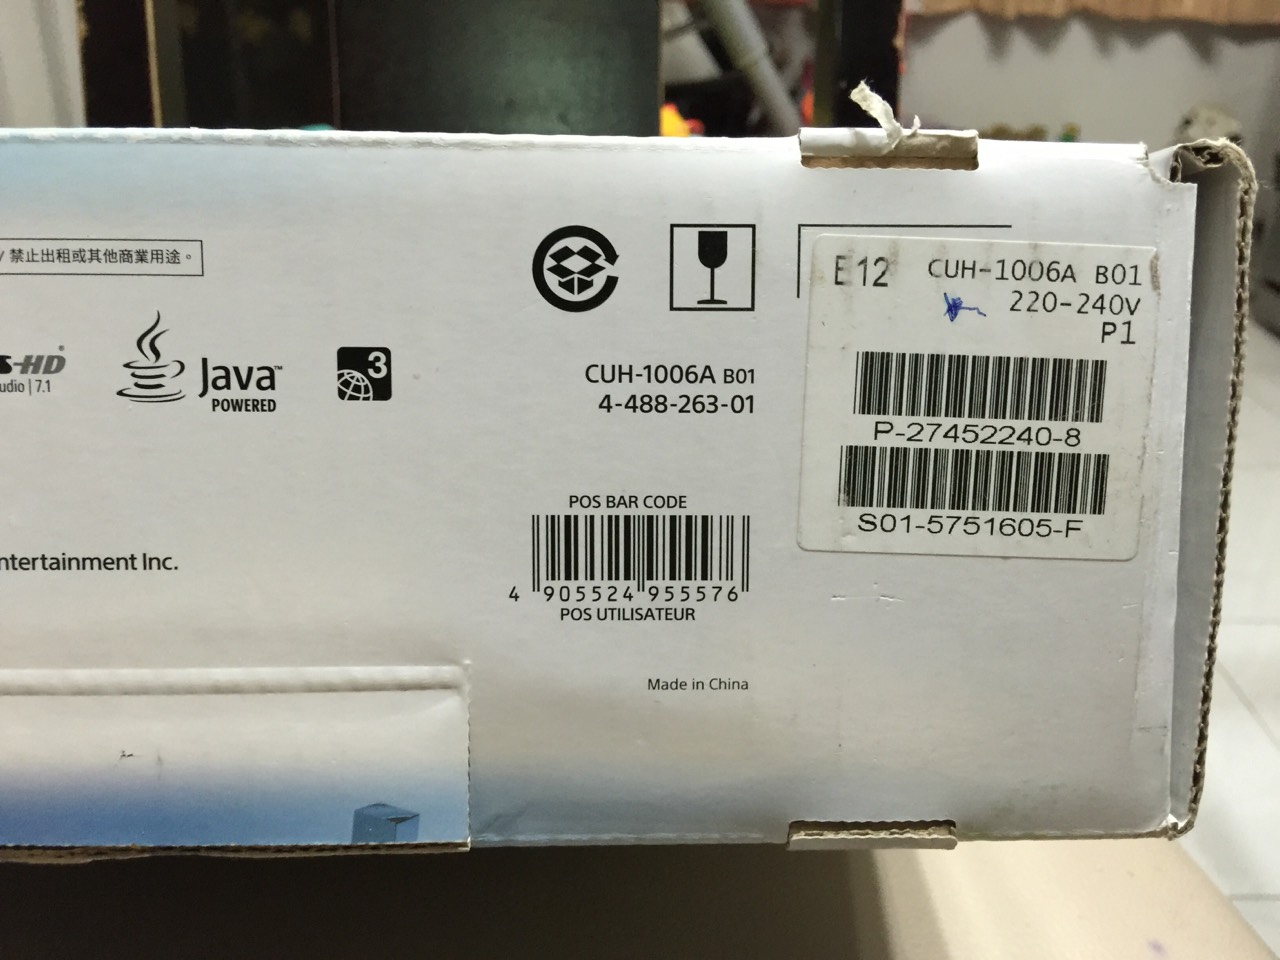 / 禁止出租或其他商業用途。
S-HD®
udio | 7.1
Java™
POWERED
3
CUH-1006A B01
4-488-263-01
POS BAR CODE
4 905524 955576
POS UTILISATEUR
ntertainment Inc.
Made in China
E12 CUH-1006A B01
220-240V
P1
P-27452240-8
S01-5751605-F